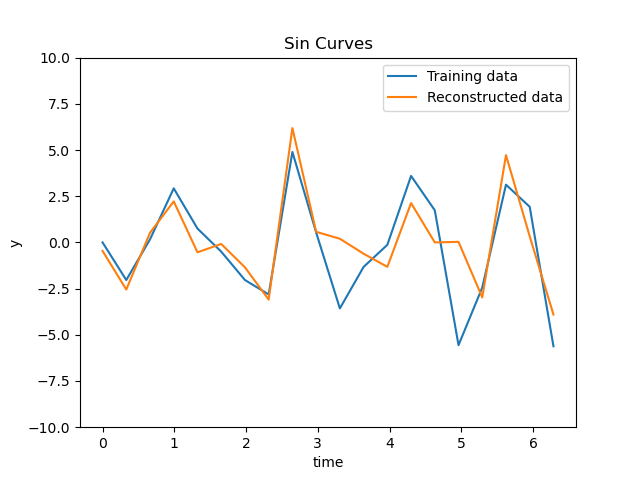 Sin Curves
Training data
Reconstructed data
10.0
7.5
5.0
2.5
0.0
−2.5
−5.0
−7.5
−10.0
y
0 1 2 3 4 5 6
time